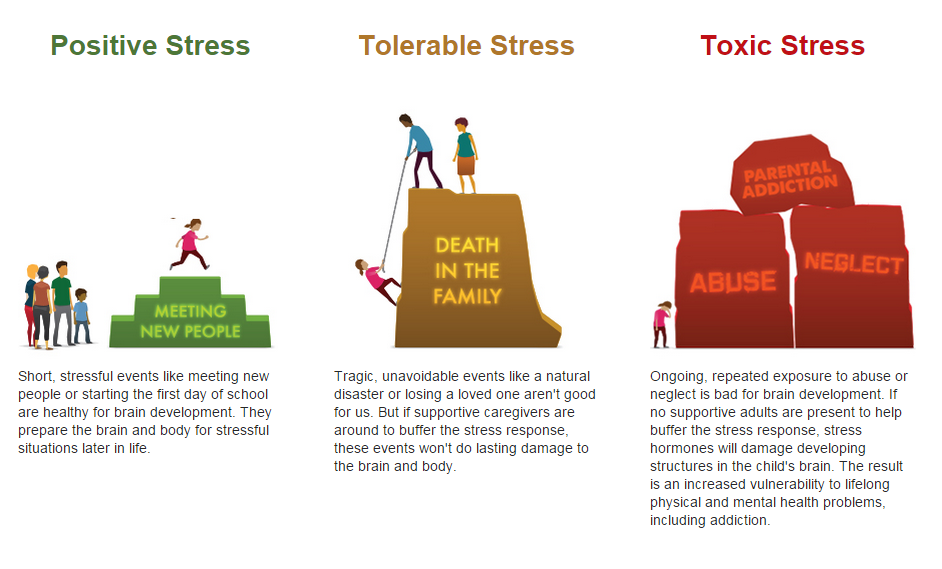 Positive Stress
MEETING
NEW PEOPLE
Short, stressful events like meeting new
people or starting the first day of school
are healthy for brain development. They
prepare the brain and body for stressful
situations later in life.
Tolerable Stress
DEATH
IN THE
FAMILY
Tragic, unavoidable events like a natural
disaster or losing a loved one aren't good
for us. But if supportive caregivers are
around to buffer the stress response,
these events won't do lasting damage to
the brain and body.
Toxic Stress
PARENTAL
ADDICTION
ABUSE
NEGLECT
Ongoing, repeated exposure to abuse or
neglect is bad for brain development. If
no supportive adults are present to help
buffer the stress response, stress
hormones will damage developing
structures in the child's brain. The result
is an increased vulnerability to lifelong
physical and mental health problems,
including addiction.